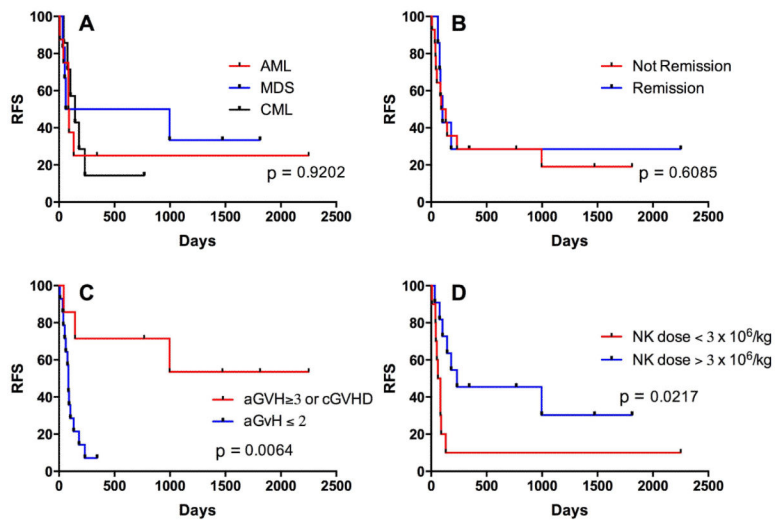 A
B
RFS
100
80
60
40
20
0
AML
MDS
CML
p = 0.9202
0 500 1000 1500 2000 2500
Days
RFS
100
80
60
40
20
0
Not Remission
Remission
p = 0.6085
0 500 1000 1500 2000 2500
Days
C
D
RFS
100
80
60
40
20
0
aGVH≥3 or cGVHD
aGvH ≤ 2
p = 0.0064
0 500 1000 1500 2000 2500
Days
RFS
100
80
60
40
20
0
NK dose < 3 x 10⁶/kg
NK dose > 3 x 10⁶/kg
p = 0.0217
0 500 1000 1500 2000 2500
Days